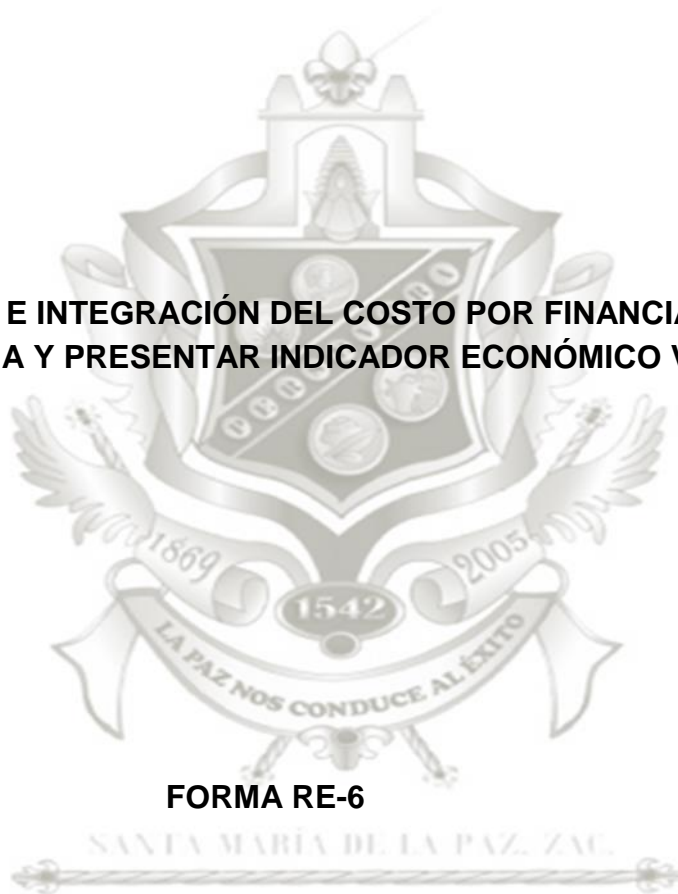 E INTEGRACIÓN DEL COSTO POR FINANCIA
A Y PRESENTAR INDICADOR ECONÓMICO V
1869
2005
1542
LA PAZ NOS CONDUCE AL ÉXITO
FORMA RE-6
SANTA MARÍA DE LA PAZ, ZAC.